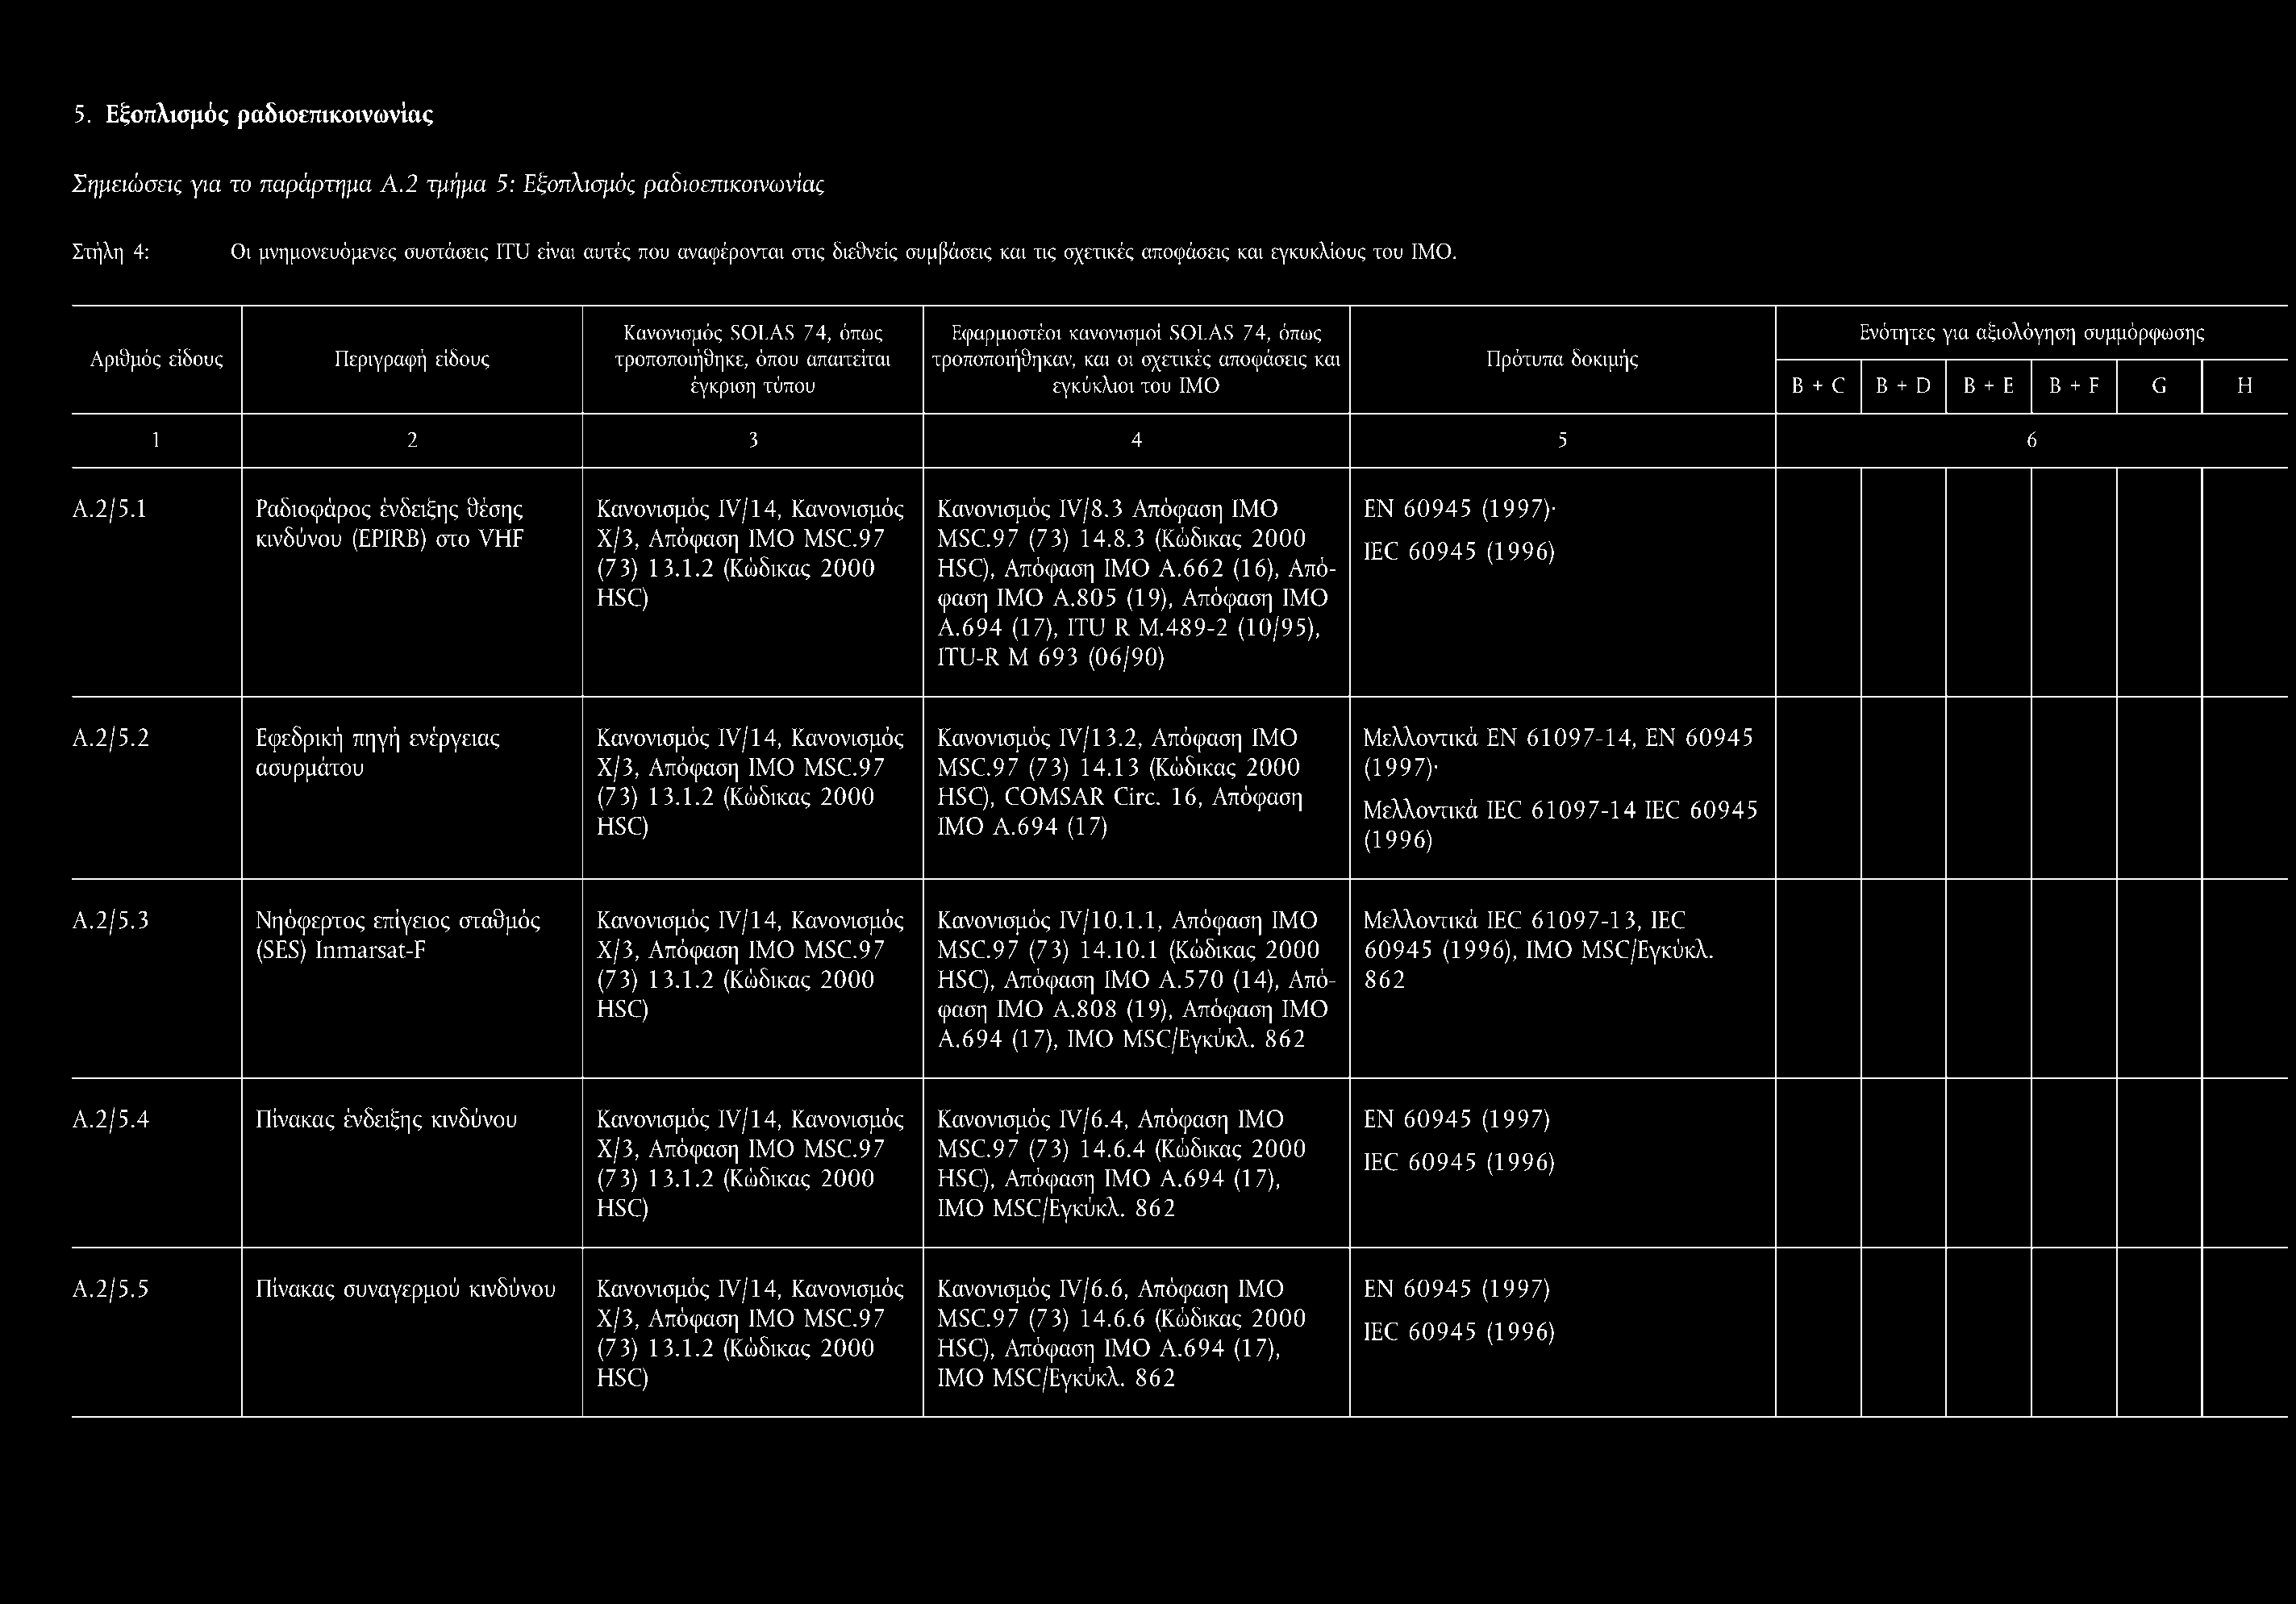 5. Εξοπλισμός ραδιοεπικοινωνίας
Σημειώσεις για το παράρτημα A.2 τμήμα 5: Εξοπλισμός ραδιοεπικοινωνίας
Στήλη 4: Οι μνημονευόμενες συστάσεις ITU είναι αυτές που αναφέρονται στις διεθνείς συμβάσεις και τις σχετικές αποφάσεις και εγκυκλίους του IMO.
Αριθμός είδους
Περιγραφή είδους
Κανονισμός SOLAS 74, όπως
τροποποιήθηκε, όπου απαιτείται
έγκριση τύπου
Εφαρμοστέοι κανονισμοί SOLAS 74, όπως
τροποποιήθηκαν, και οι σχετικές αποφάσεις και
εγκύκλιοι του IMO
Πρότυπα δοκιμής
Ενότητες για αξιολόγηση συμμόρφωσης
B + C B + D B + E B + F G H
1 2 3 4 5 6
A.2/5.1
Ραδιοφάρος ένδειξης θέσης
κινδύνου (EPIRB) στο VHF
Κανονισμός IV/14, Κανονισμός
X/3, Απόφαση IMO MSC.97
(73) 13.1.2 (Κώδικας 2000
HSC)
Κανονισμός IV/8.3 Απόφαση IMO
MSC.97 (73) 14.8.3 (Κώδικας 2000
HSC), Απόφαση IMO A.662 (16), Από-
φαση IMO A.805 (19), Απόφαση IMO
A.694 (17), ITU R M.489-2 (10/95),
ITU-R M 693 (06/90)
EN 60945 (1997)·
IEC 60945 (1996)
A.2/5.2
Εφεδρική πηγή ενέργειας
ασυρμάτου
Κανονισμός IV/14, Κανονισμός
X/3, Απόφαση IMO MSC.97
(73) 13.1.2 (Κώδικας 2000
HSC)
Κανονισμός IV/13.2, Απόφαση IMO
MSC.97 (73) 14.13 (Κώδικας 2000
HSC), COMSAR Circ. 16, Απόφαση
IMO A.694 (17)
Μελλοντικά EN 61097-14, EN 60945
(1997)·
Μελλοντικά IEC 61097-14 IEC 60945
(1996)
A.2/5.3
Νηόφερτος επίγειος σταθμός
(SES) Inmarsat-F
Κανονισμός IV/14, Κανονισμός
X/3, Απόφαση IMO MSC.97
(73) 13.1.2 (Κώδικας 2000
HSC)
Κανονισμός IV/10.1.1, Απόφαση IMO
MSC.97 (73) 14.10.1 (Κώδικας 2000
HSC), Απόφαση IMO A.570 (14), Από-
φαση IMO A.808 (19), Απόφαση IMO
A.694 (17), IMO MSC/Εγκύκλ. 862
Μελλοντικά IEC 61097-13, IEC
60945 (1996), IMO MSC/Εγκύκλ.
862
A.2/5.4
Πίνακας ένδειξης κινδύνου
Κανονισμός IV/14, Κανονισμός
X/3, Απόφαση IMO MSC.97
(73) 13.1.2 (Κώδικας 2000
HSC)
Κανονισμός IV/6.4, Απόφαση IMO
MSC.97 (73) 14.6.4 (Κώδικας 2000
HSC), Απόφαση IMO A.694 (17),
IMO MSC/Εγκύκλ. 862
EN 60945 (1997)
IEC 60945 (1996)
A.2/5.5
Πίνακας συναγερμού κινδύνου
Κανονισμός IV/14, Κανονισμός
X/3, Απόφαση IMO MSC.97
(73) 13.1.2 (Κώδικας 2000
HSC)
Κανονισμός IV/6.6, Απόφαση IMO
MSC.97 (73) 14.6.6 (Κώδικας 2000
HSC), Απόφαση IMO A.694 (17),
IMO MSC/Εγκύκλ. 862
EN 60945 (1997)
IEC 60945 (1996)